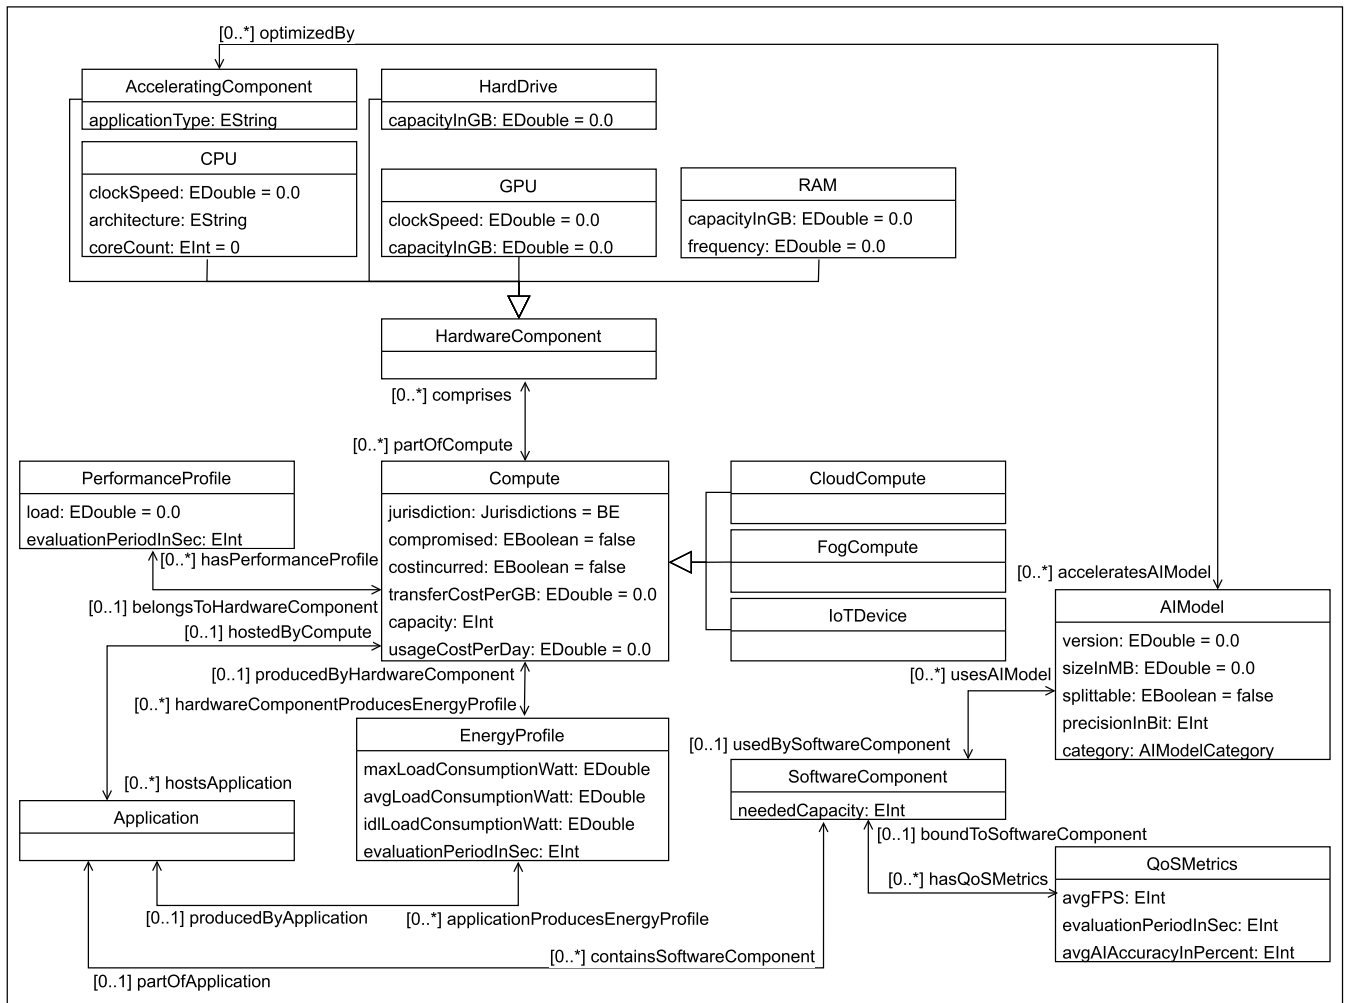 [0..*] optimizedBy
AcceleratingComponent
applicationType: EString
HardDrive
capacityInGB: EDouble = 0.0
CPU
clockSpeed: EDouble = 0.0
architecture: EString
coreCount: EInt = 0
GPU
clockSpeed: EDouble = 0.0
capacityInGB: EDouble = 0.0
RAM
capacityInGB: EDouble = 0.0
frequency: EDouble = 0.0
HardwareComponent
[0..*] comprises
[0..*] partOfCompute
PerformanceProfile
load: EDouble = 0.0
evaluationPeriodInSec: EInt
[0..*] hasPerformanceProfile
[0..1] belongsToHardwareComponent
[0..1] hostedByCompute
Compute
jurisdiction: Jurisdictions = BE
compromised: EBoolean = false
costincurred: EBoolean = false
transferCostPerGB: EDouble = 0.0
capacity: EInt
usageCostPerDay: EDouble = 0.0
CloudCompute
FogCompute
IoTDevice
[0..*] acceleratesAIModel
AIModel
version: EDouble = 0.0
sizeInMB: EDouble = 0.0
splittable: EBoolean = false
precisionInBit: EInt
category: AIModelCategory
[0..*] usesAIModel
[0..1] producedByHardwareComponent
[0..*] hardwareComponentProducesEnergyProfile
EnergyProfile
maxLoadConsumptionWatt: EDouble
avgLoadConsumptionWatt: EDouble
idlLoadConsumptionWatt: EDouble
evaluationPeriodInSec: EInt
[0..1] usedBySoftwareComponent
SoftwareComponent
neededCapacity: EInt
[0..*] hostsApplication
Application
[0..1] boundToSoftwareComponent
[0..*] hasQoSMetrics
QoSMetrics
avgFPS: EInt
evaluationPeriodInSec: EInt
avgAIAccuracyInPercent: EInt
[0..1] producedByApplication
[0..*] applicationProducesEnergyProfile
[0..*] containsSoftwareComponent
[0..1] partOfApplication